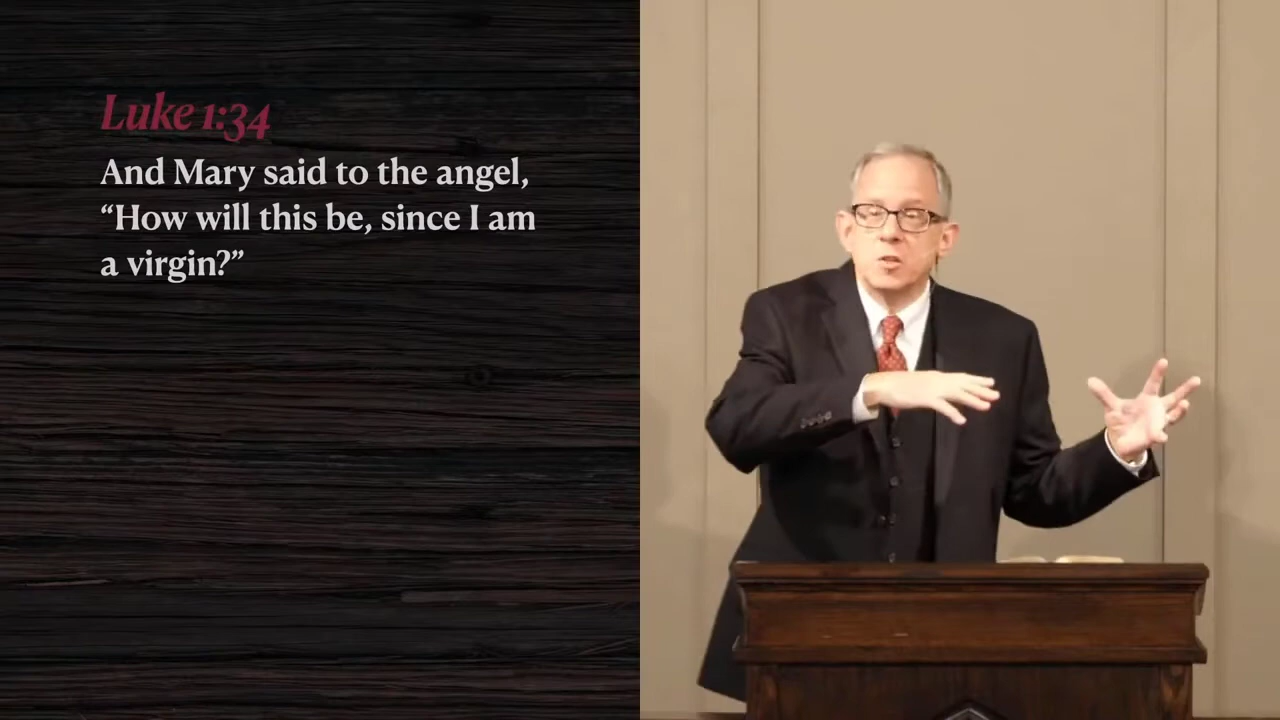 Luke 1:34
And Mary said to the angel,
“How will this be, since I am
a virgin?”